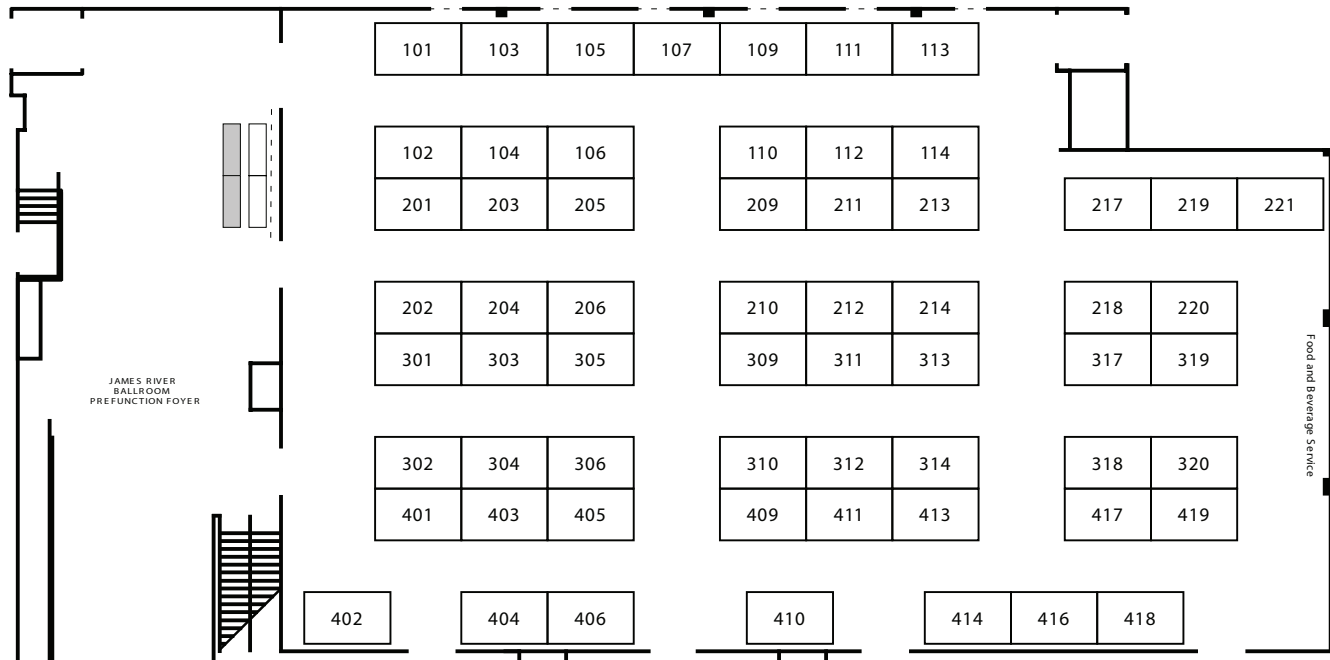 101 103 105 107 109 111 113
102 104 106 110 112 114
201 203 205 209 211 213 217 219 221
202 204 206 210 212 214 218 220
301 303 305 309 311 313 317 319
Food and Beverage Service
JAMES RIVER
BALLROOM
PREFUNCTION FOYER
302 304 306 310 312 314 318 320
401 403 405 409 411 413 417 419
402 404 406 410 414 416 418